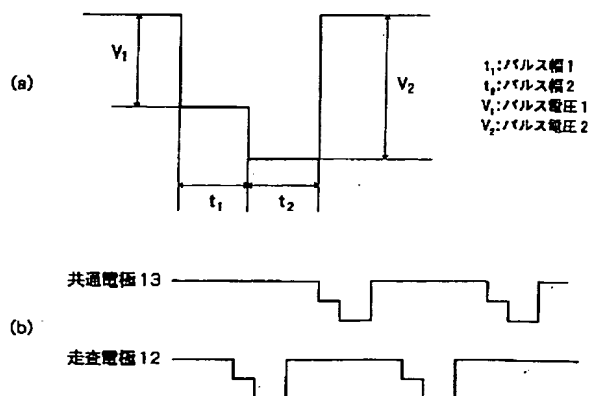 (a)
V₁
V₂
t₁
t₂
t₁:パルス幅1
t₂:パルス幅2
V₁:パルス電圧1
V₂:パルス電圧2
(b)
共通電極13
走査電極12